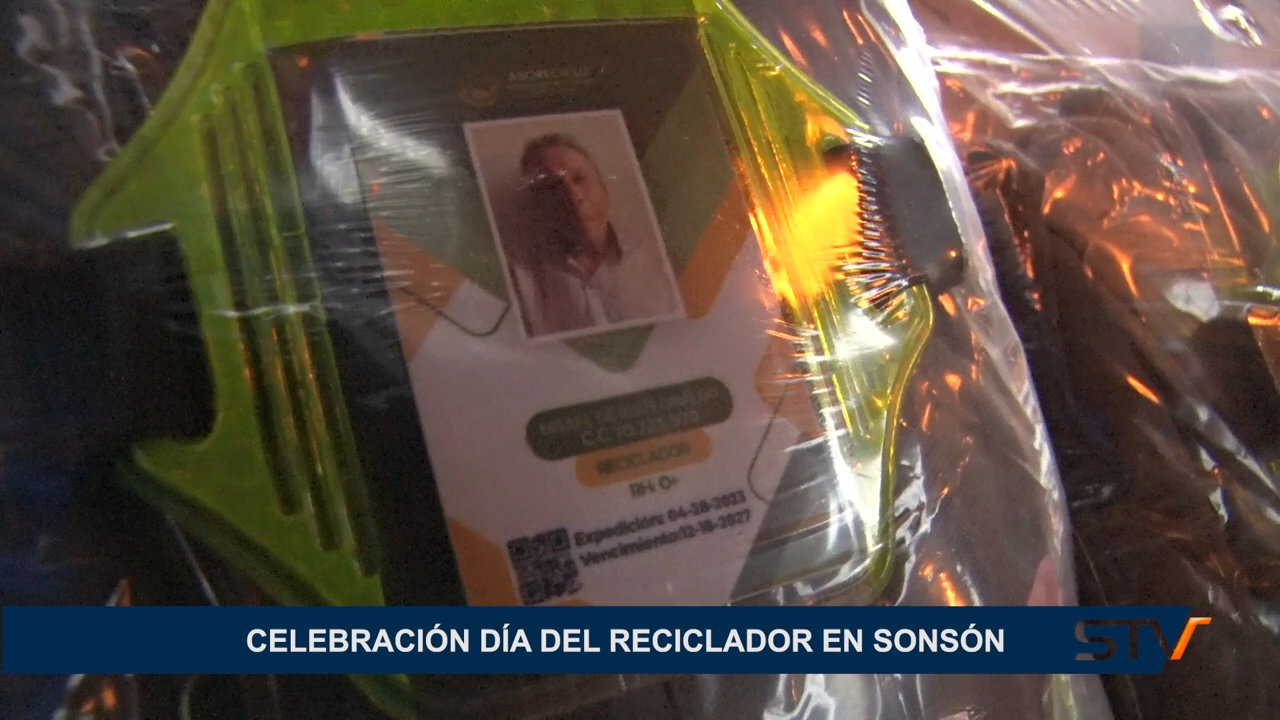 RECICLADOR
RH: O+
Expedición: 04-28-2023
Vencimiento:12-18-2027
CELEBRACIÓN DÍA DEL RECICLADOR EN SONSÓN
STV